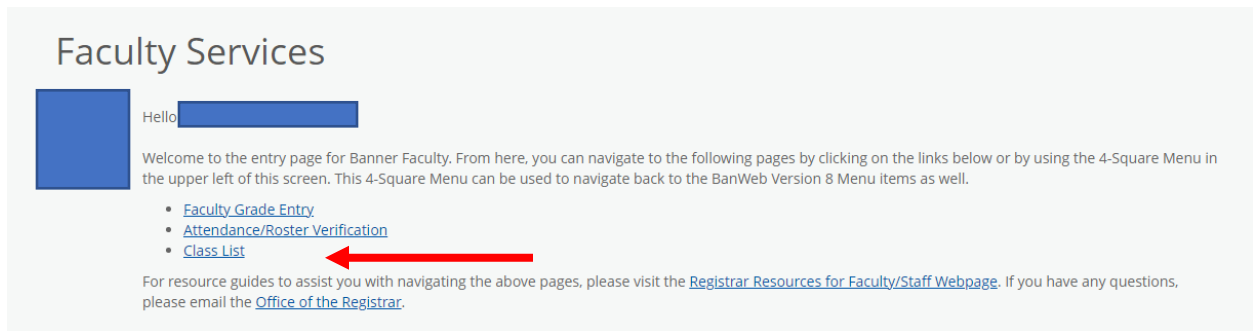 Faculty Services
Hello
Welcome to the entry page for Banner Faculty. From here, you can navigate to the following pages by clicking on the links below or by using the 4-Square Menu in
the upper left of this screen. This 4-Square Menu can be used to navigate back to the BanWeb Version 8 Menu items as well.
• Faculty Grade Entry
• Attendance/Roster Verification
• Class List
For resource guides to assist you with navigating the above pages, please visit the Registrar Resources for Faculty/Staff Webpage. If you have any questions,
please email the Office of the Registrar.